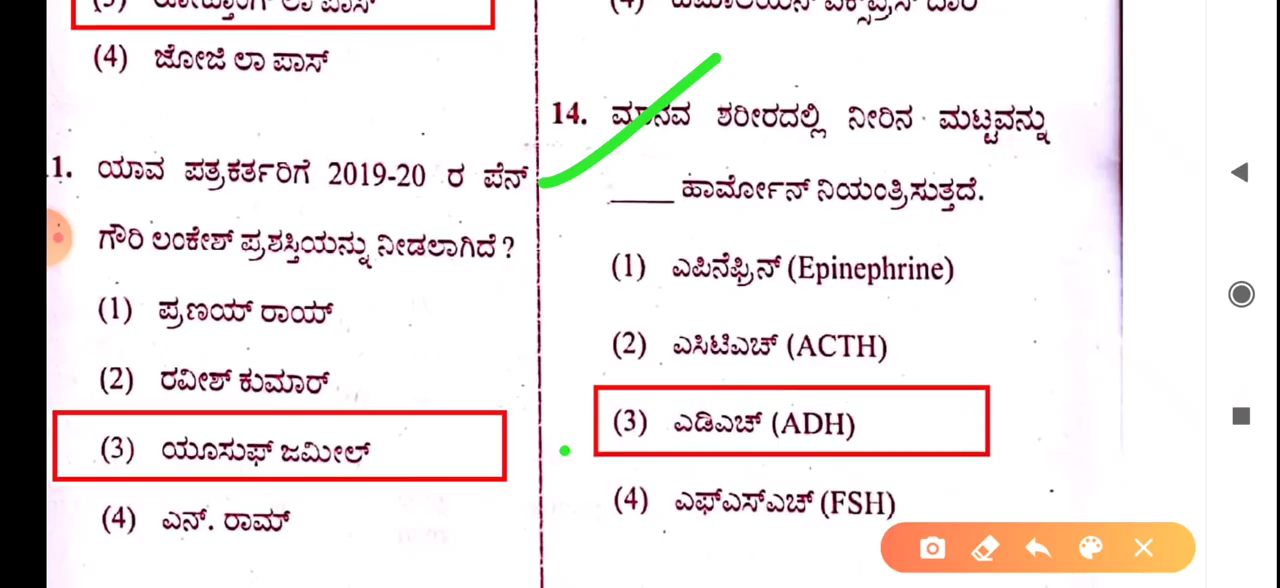 (4) ಜೋಜಿ ಲಾ ಪಾಸ್
1. ಯಾವ ಪತ್ರಕರ್ತರಿಗೆ 2019-20 ರ ಪೆನ್
ಗೌರಿ ಲಂಕೇಶ್ ಪ್ರಶಸ್ತಿಯನ್ನು ನೀಡಲಾಗಿದೆ ?
(1) ಪ್ರಣಯ್ ರಾಯ್
(2) ರವೀಶ್ ಕುಮಾರ್
(3) ಯೂಸುಫ್ ಜಮೀಲ್
(4) ಎನ್. ರಾಮ್
14. ಮಾನವ ಶರೀರದಲ್ಲಿ ನೀರಿನ ಮಟ್ಟವನ್ನು
____ ಹಾರ್ಮೋನ್ ನಿಯಂತ್ರಿಸುತ್ತದೆ.
(1) ಎಪಿನೆಫ್ರಿನ್ (Epinephrine)
(2) ಎಸಿಟಿಎಚ್ (ACTH)
(3) ಎಡಿಎಚ್ (ADH)
(4) ಎಫ್‌ಎಸ್‌ಎಚ್ (FSH)